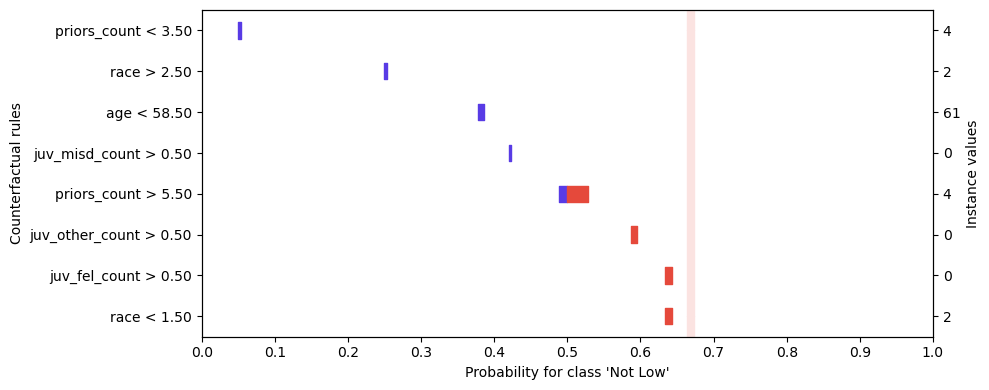 Counterfactual rules
priors_count < 3.50 4
race > 2.50 2
age < 58.50 61
juv_misd_count > 0.50 0
priors_count > 5.50 4
juv_other_count > 0.50 0
juv_fel_count > 0.50 0
race < 1.50 2
Instance values
0.0 0.1 0.2 0.3 0.4 0.5 0.6 0.7 0.8 0.9 1.0
Probability for class 'Not Low'